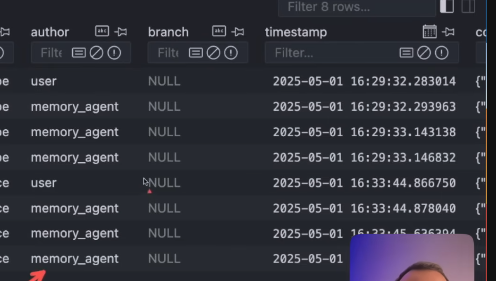 Filter 8 rows...
author branch timestamp co
Filte Filte Filter...
pe user NULL 2025-05-01 16:29:32.283014 {"
pe memory_agent NULL 2025-05-01 16:29:32.293963 {"
pe memory_agent NULL 2025-05-01 16:29:33.143138 {"
pe memory_agent NULL 2025-05-01 16:29:33.146832 {"
ce user NULL 2025-05-01 16:33:44.866750 {"
ce memory_agent NULL 2025-05-01 16:33:44.878040 {"
ce memory_agent NULL 2025-05-01 16:33:45.636394 {"
ce memory_agent NULL 2025-05-01 {"